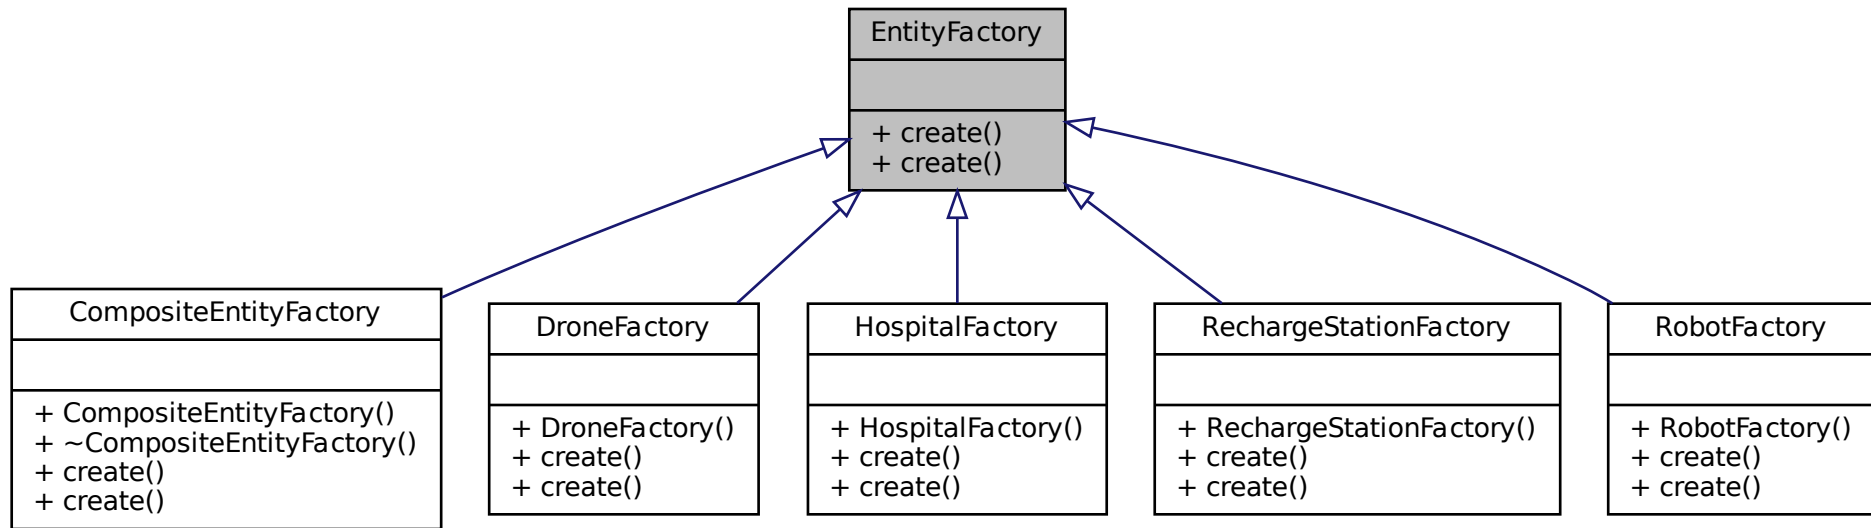 EntityFactory
+ create()
+ create()
CompositeEntityFactory
+ CompositeEntityFactory()
+ ~CompositeEntityFactory()
+ create()
+ create()
DroneFactory
+ DroneFactory()
+ create()
+ create()
HospitalFactory
+ HospitalFactory()
+ create()
+ create()
RechargeStationFactory
+ RechargeStationFactory()
+ create()
+ create()
RobotFactory
+ RobotFactory()
+ create()
+ create()